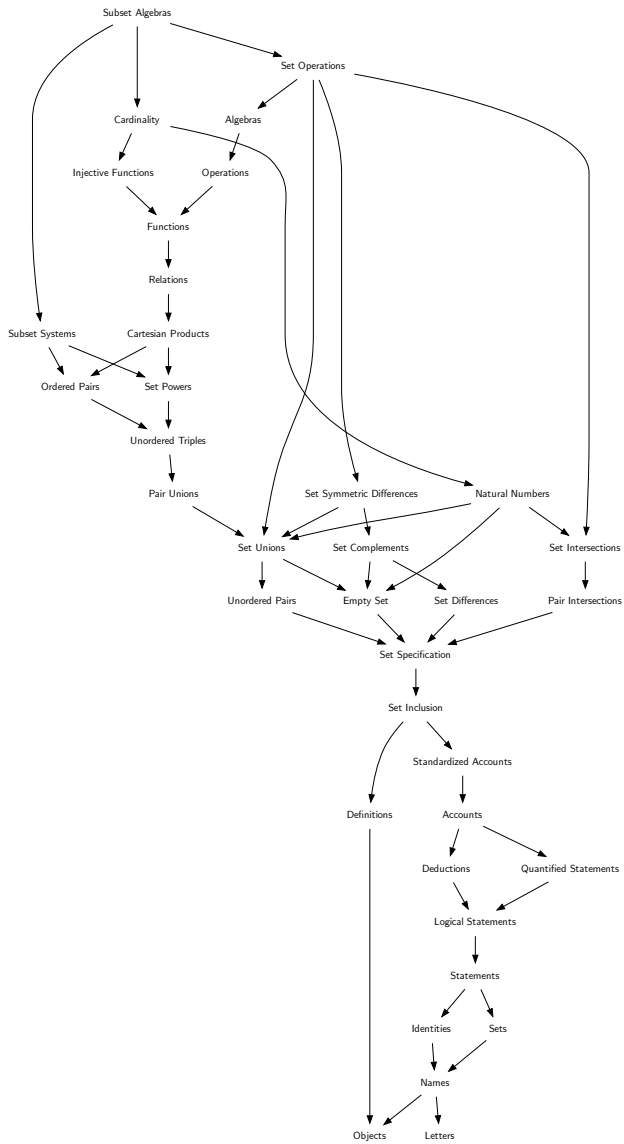 Subset Algebras
Set Operations
Cardinality
Algebras
Injective Functions
Operations
Functions
Relations
Subset Systems
Cartesian Products
Ordered Pairs
Set Powers
Unordered Triples
Pair Unions
Set Symmetric Differences
Natural Numbers
Set Unions
Set Complements
Set Intersections
Unordered Pairs
Empty Set
Set Differences
Pair Intersections
Set Specification
Set Inclusion
Standardized Accounts
Definitions
Accounts
Deductions
Quantified Statements
Logical Statements
Statements
Identities
Sets
Names
Objects
Letters